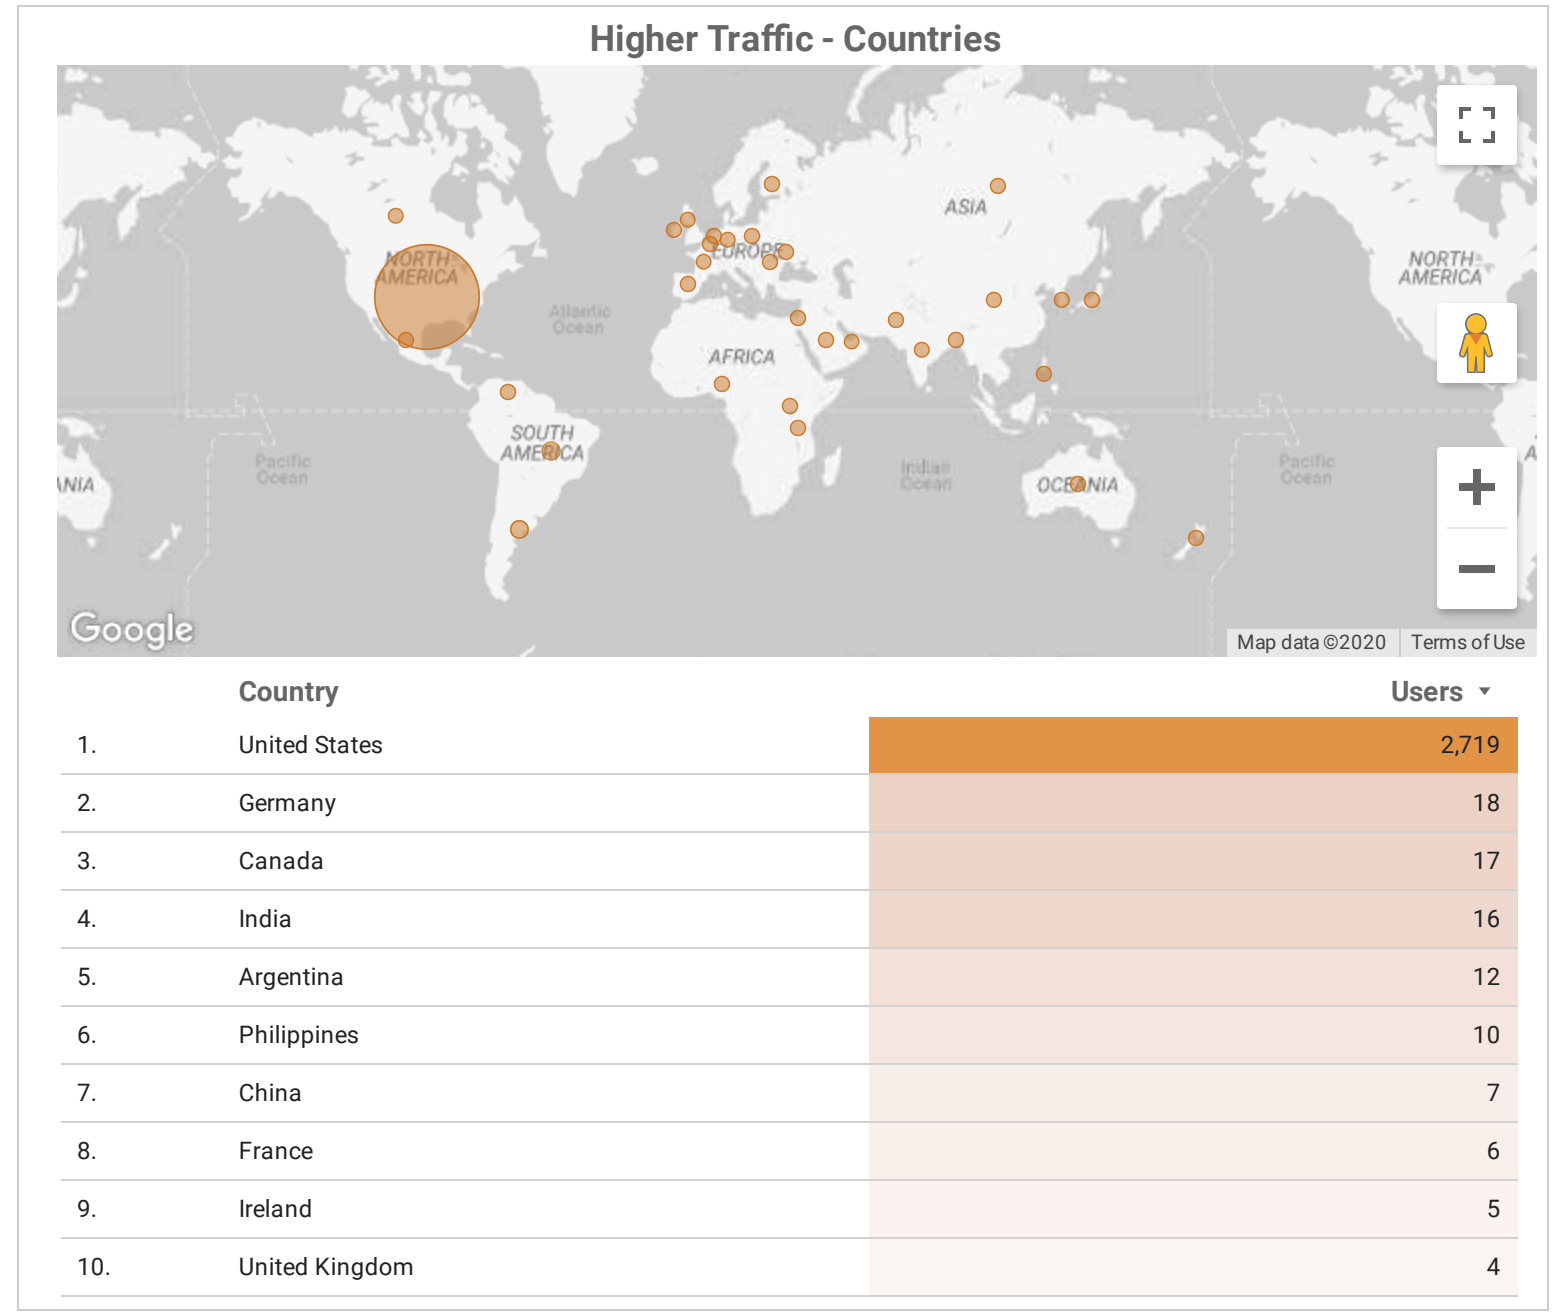 Higher Traffic - Countries
ASIA
NORTH
AMERICA
EUROPE
NORTH
AMERICA
Atlantic
Ocean
AFRICA
SOUTH
AMERICA
Pacific
Ocean
Indian
Ocean
OCEANIA
Pacific
Ocean
ANIA
A
Google
Map data ©2020 Terms of Use
Country Users
1. United States 2,719
2. Germany 18
3. Canada 17
4. India 16
5. Argentina 12
6. Philippines 10
7. China 7
8. France 6
9. Ireland 5
10. United Kingdom 4